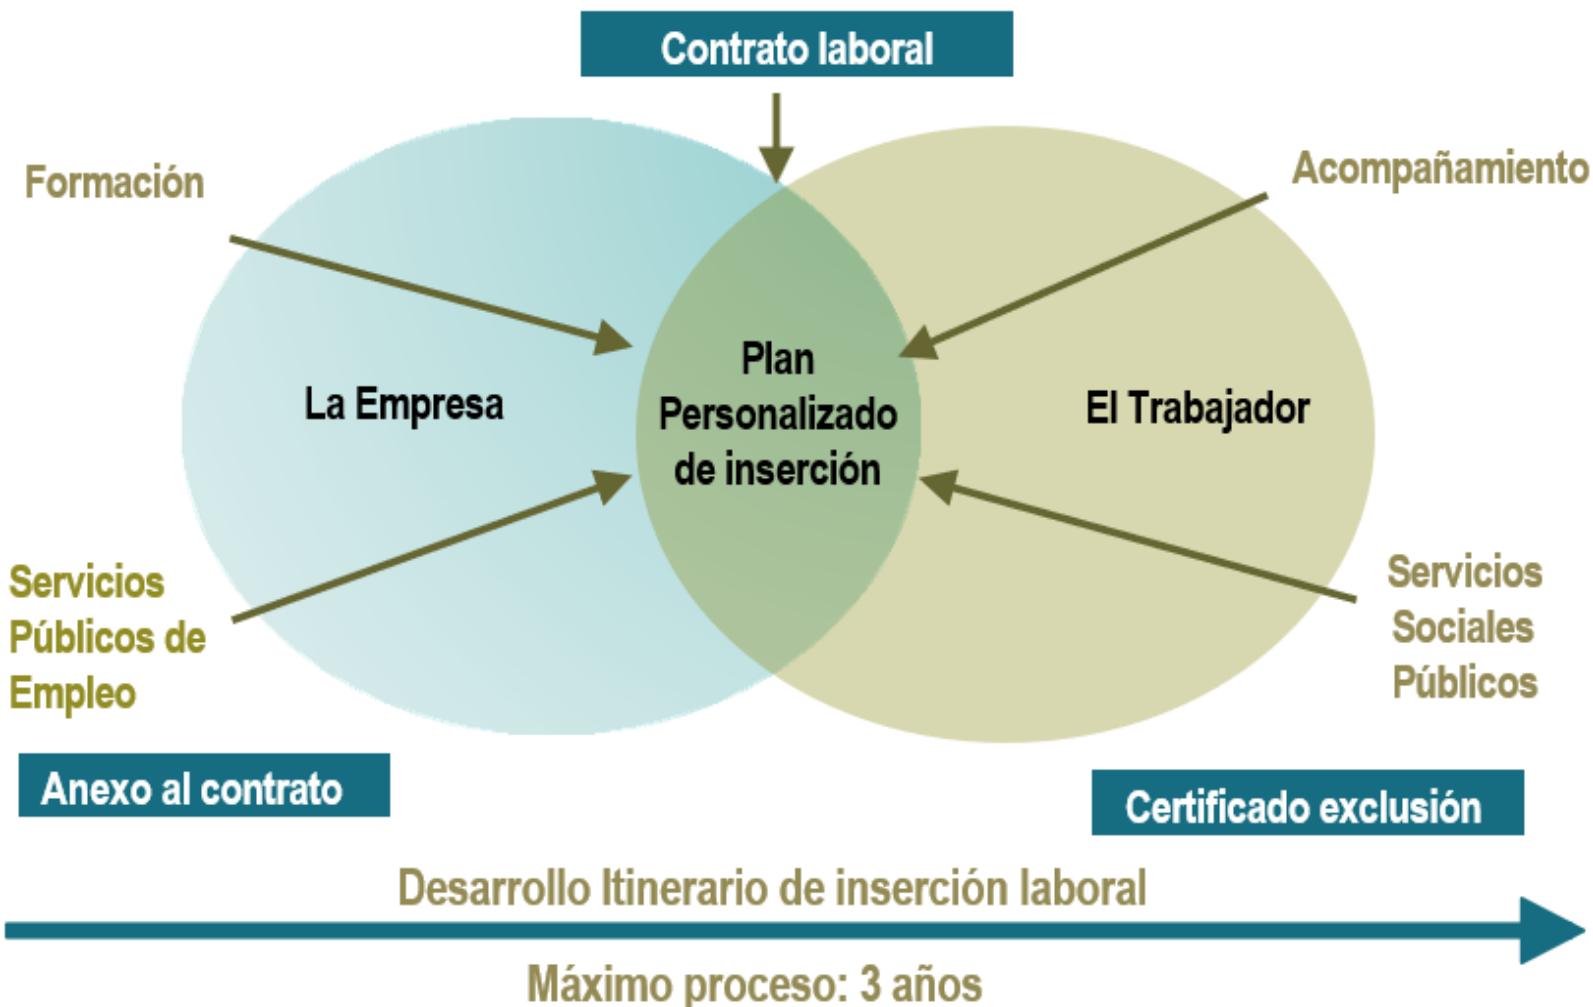 Contrato laboral
Formación
Acompañamiento
La Empresa
Plan
Personalizado
de inserción
El Trabajador
Servicios
Públicos de
Empleo
Servicios
Sociales
Públicos
Anexo al contrato
Certificado exclusión
Desarrollo Itinerario de inserción laboral
Máximo proceso: 3 años